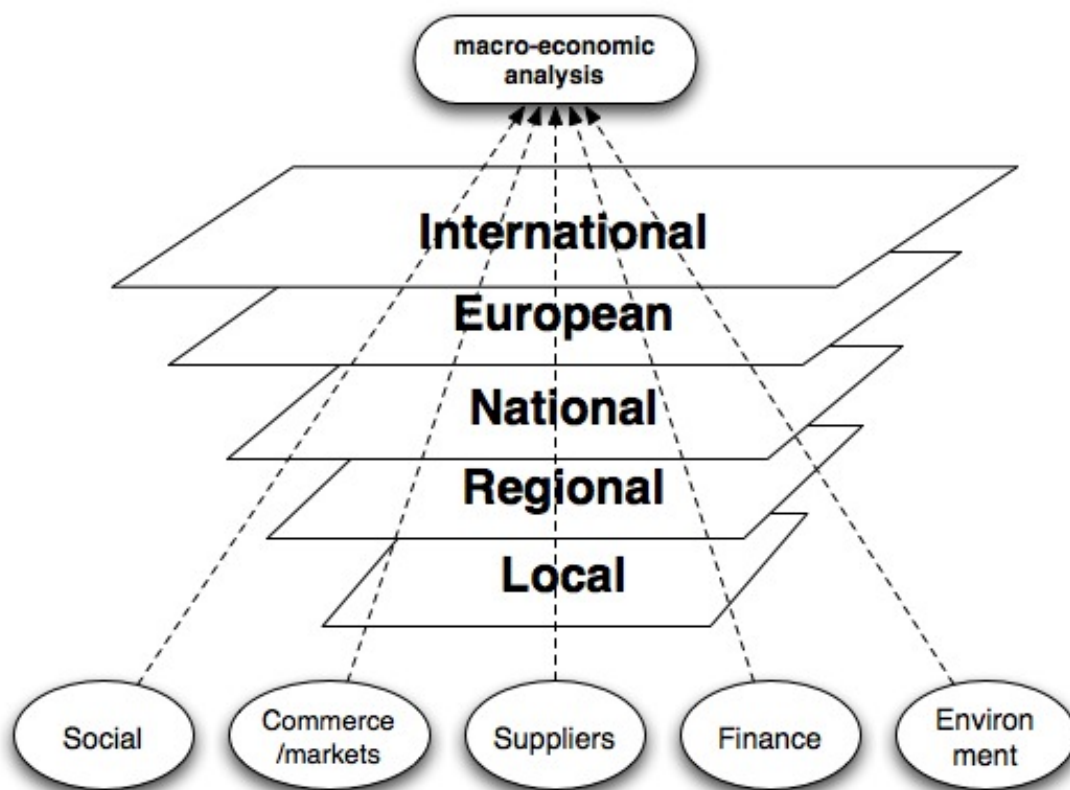 macro-economic
analysis
International
European
National
Regional
Local
Social
Commerce
/markets
Suppliers
Finance
Environ
ment